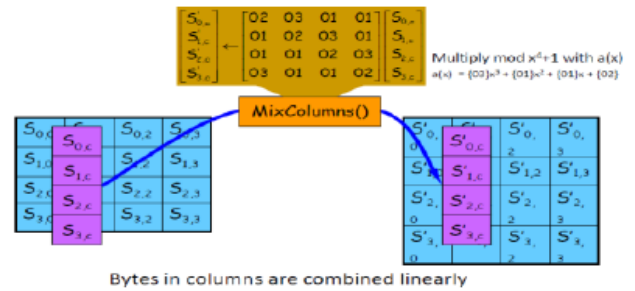 S'0,c 02 03 01 01 S0,c
S'1,c ← 01 02 03 01 S1,c
S'2,c 01 01 02 03 S2,c
S'3,c 03 01 01 02 S3,c
Multiply mod x⁴+1 with a(x)
a(x) = {02}x³ + {01}x² + {01}x + {02}
MixColumns()
S0,0 S0,c S0,2 S0,3
S1,0 S1,c S1,2 S1,3
S2,0 S2,c S2,2 S2,3
S3,0 S3,c S3,2 S3,3
S'0,0 S'0,c S'0,2 S'0,3
S'1,0 S'1,c S'1,2 S'1,3
S'2,0 S'2,c S'2,2 S'2,3
S'3,0 S'3,c S'3,2 S'3,3
Bytes in columns are combined linearly